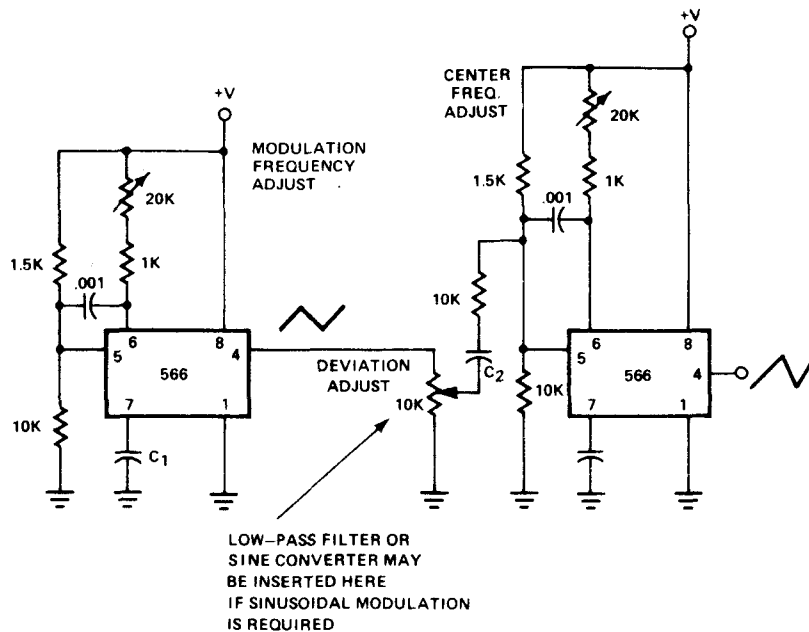 +V
CENTER
FREQ.
ADJUST
20K
+V
MODULATION
FREQUENCY
ADJUST
20K
1.5K
1K
.001
1.5K
1K
.001
10K
6
8
5
4
566
7
1
10K
C1
DEVIATION
ADJUST
10K
C2
6
8
5
4
566
7
1
10K
LOW-PASS FILTER OR
SINE CONVERTER MAY
BE INSERTED HERE
IF SINUSOIDAL MODULATION
IS REQUIRED